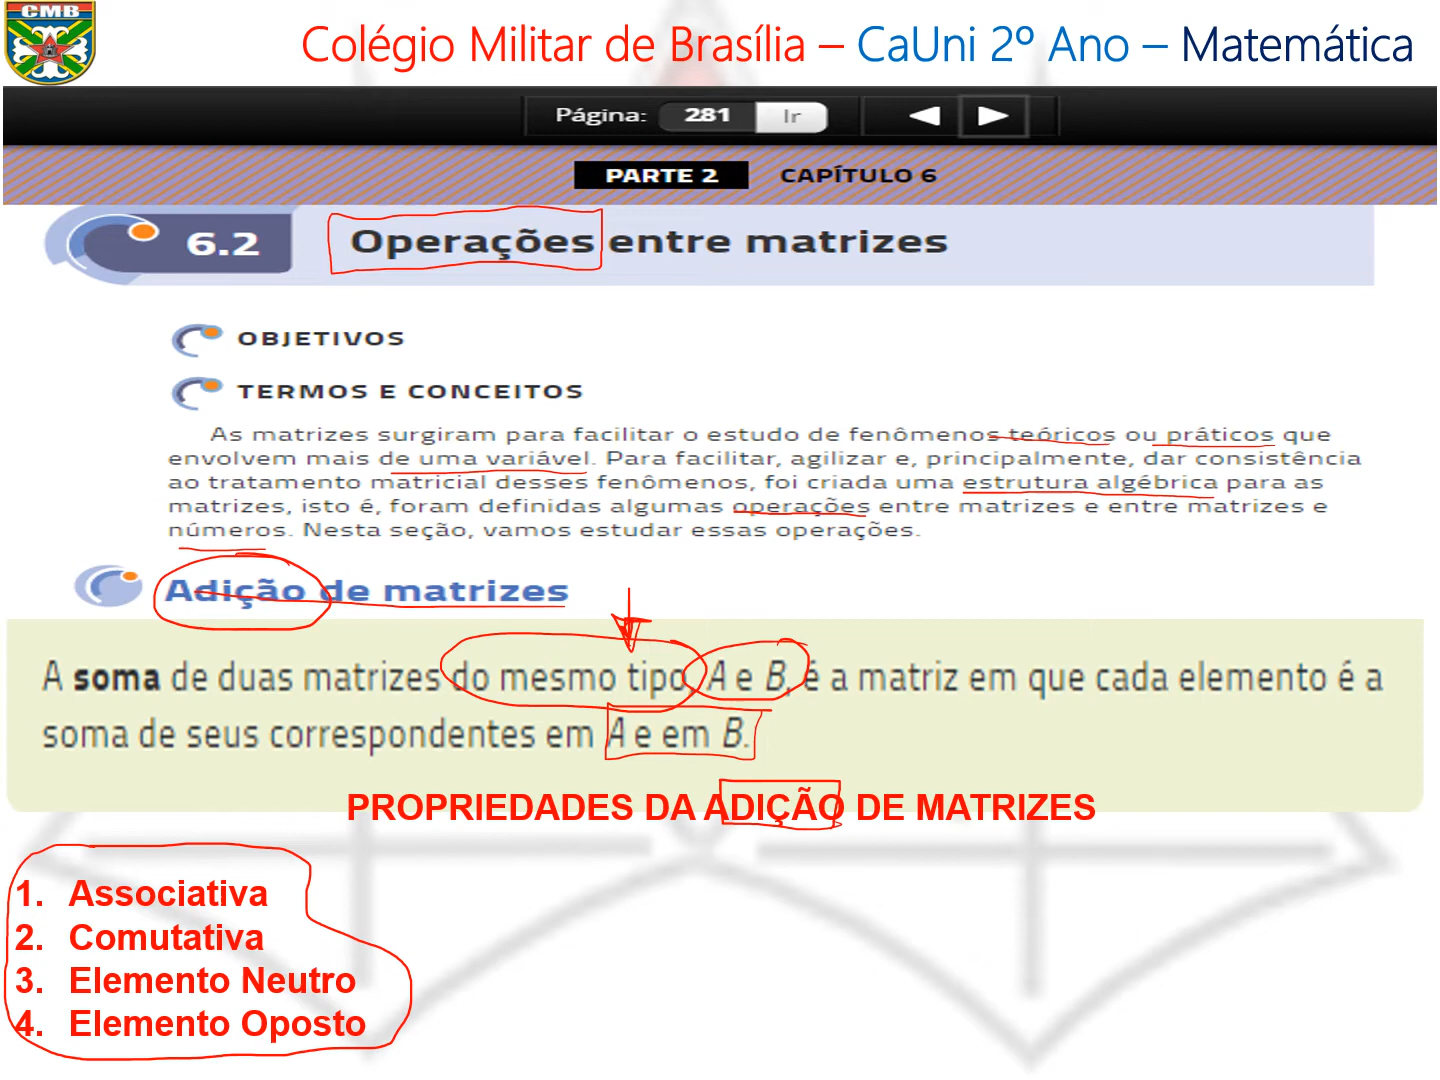 CMB
Colégio Militar de Brasília – CaUni 2º Ano – Matemática
Página: 281 Ir
PARTE 2 CAPÍTULO 6
6.2 Operações entre matrizes
OBJETIVOS
TERMOS E CONCEITOS
As matrizes surgiram para facilitar o estudo de fenômenos teóricos ou práticos que
envolvem mais de uma variável. Para facilitar, agilizar e, principalmente, dar consistência
ao tratamento matricial desses fenômenos, foi criada uma estrutura algébrica para as
matrizes, isto é, foram definidas algumas operações entre matrizes e entre matrizes e
números. Nesta seção, vamos estudar essas operações.
Adição de matrizes
A soma de duas matrizes do mesmo tipo, A e B, é a matriz em que cada elemento é a
soma de seus correspondentes em A e em B.
PROPRIEDADES DA ADIÇÃO DE MATRIZES
1. Associativa
2. Comutativa
3. Elemento Neutro
4. Elemento Oposto